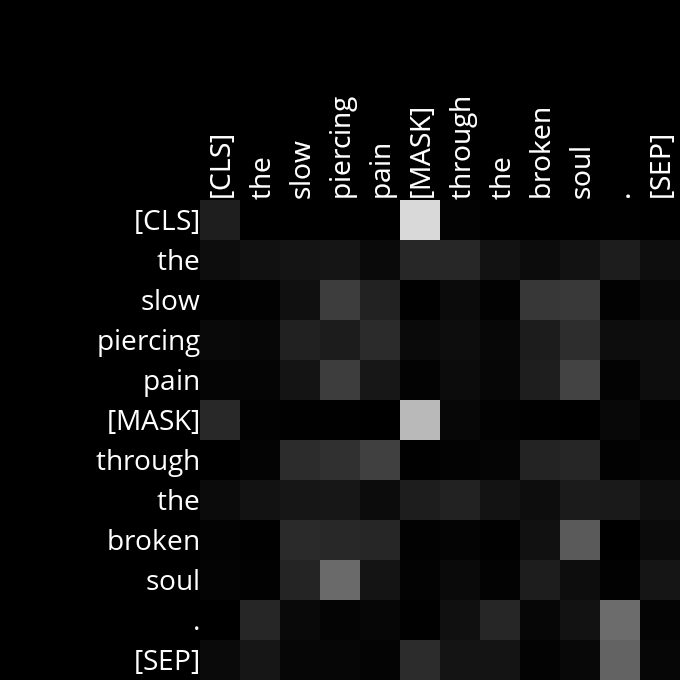 [CLS] the slow piercing pain [MASK] through the broken soul . [SEP]
[CLS]
the
slow
piercing
pain
[MASK]
through
the
broken
soul
.
[SEP]